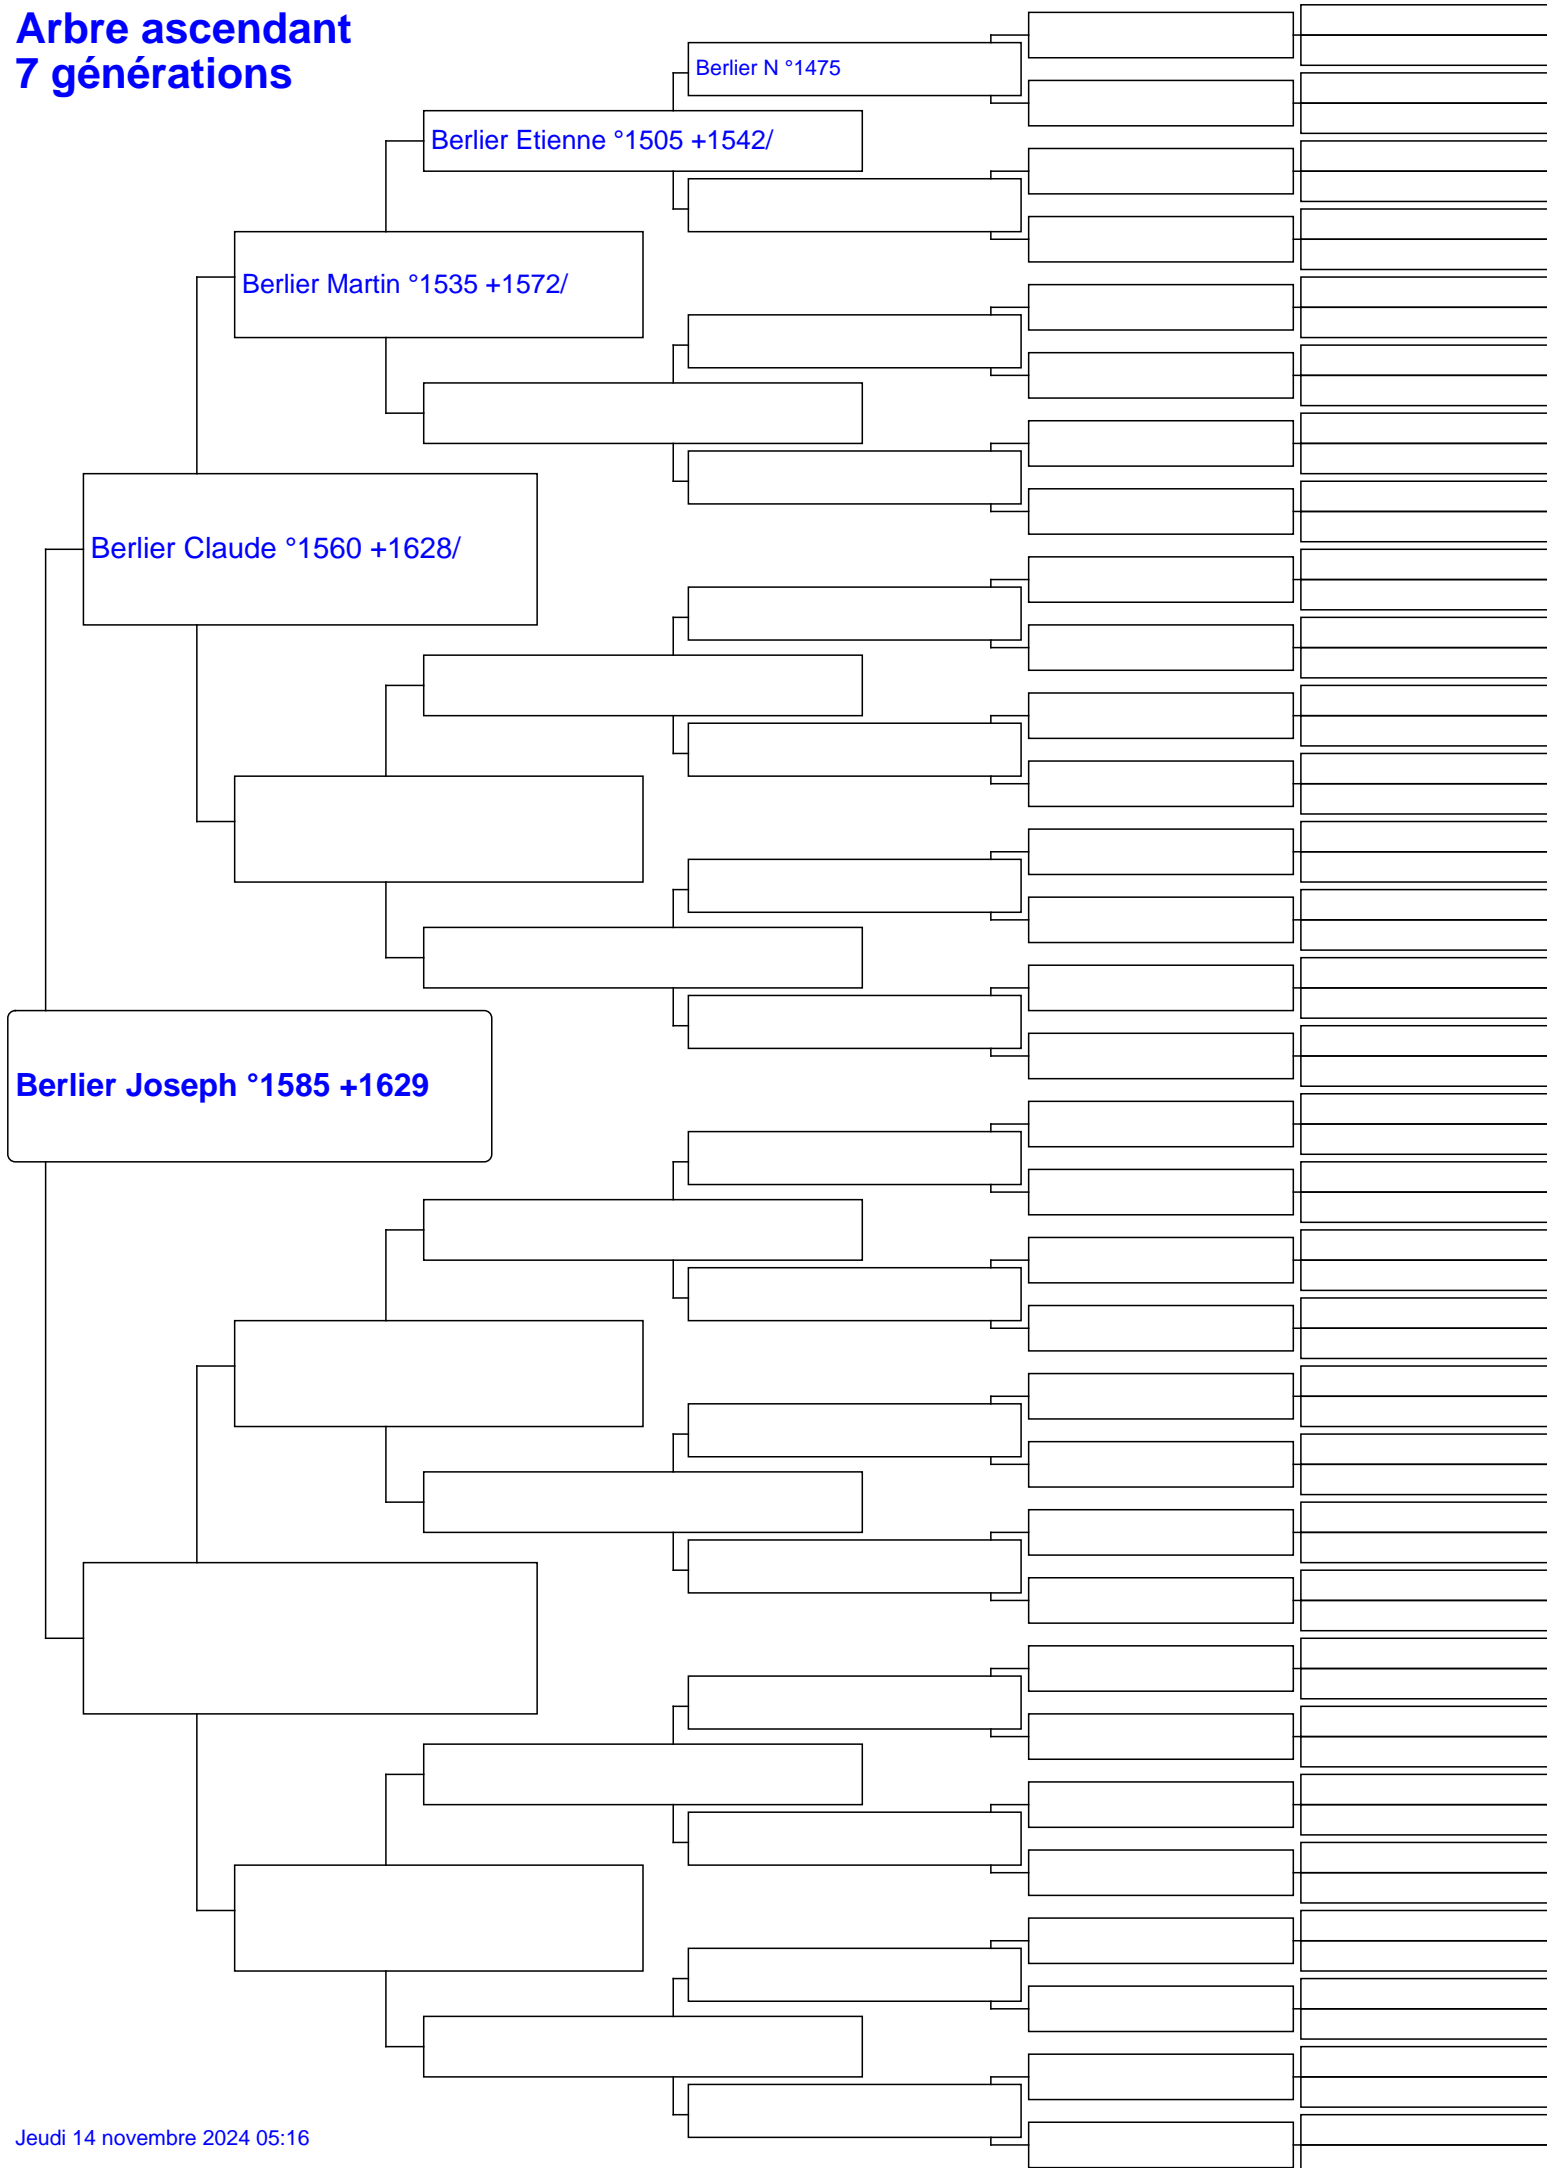 Arbre ascendant
7 générations
Berlier N °1475
Berlier Etienne °1505 +1542/
Berlier Martin °1535 +1572/
Berlier Claude °1560 +1628/
Berlier Joseph °1585 +1629
Jeudi 14 novembre 2024 05:16